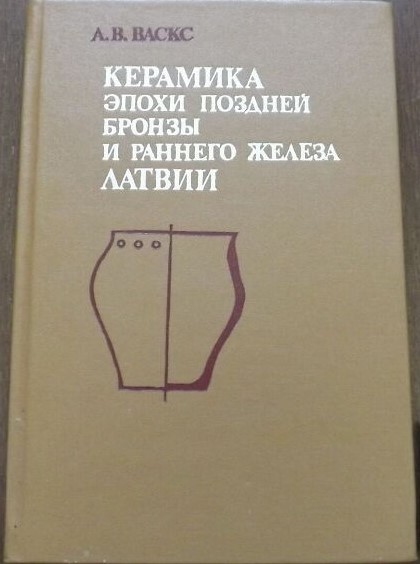 А. В. ВАСКС
КЕРАМИКА
ЭПОХИ ПОЗДНЕЙ
БРОНЗЫ
И РАННЕГО ЖЕЛЕЗА
ЛАТВИИ